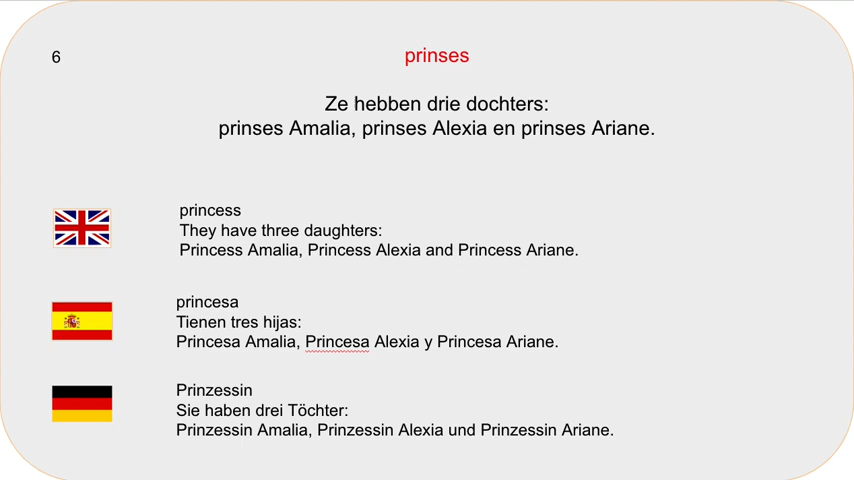 6
prinses
Ze hebben drie dochters:
prinses Amalia, prinses Alexia en prinses Ariane.
princess
They have three daughters:
Princess Amalia, Princess Alexia and Princess Ariane.
princesa
Tienen tres hijas:
Princesa Amalia, Princesa Alexia y Princesa Ariane.
Prinzessin
Sie haben drei Töchter:
Prinzessin Amalia, Prinzessin Alexia und Prinzessin Ariane.